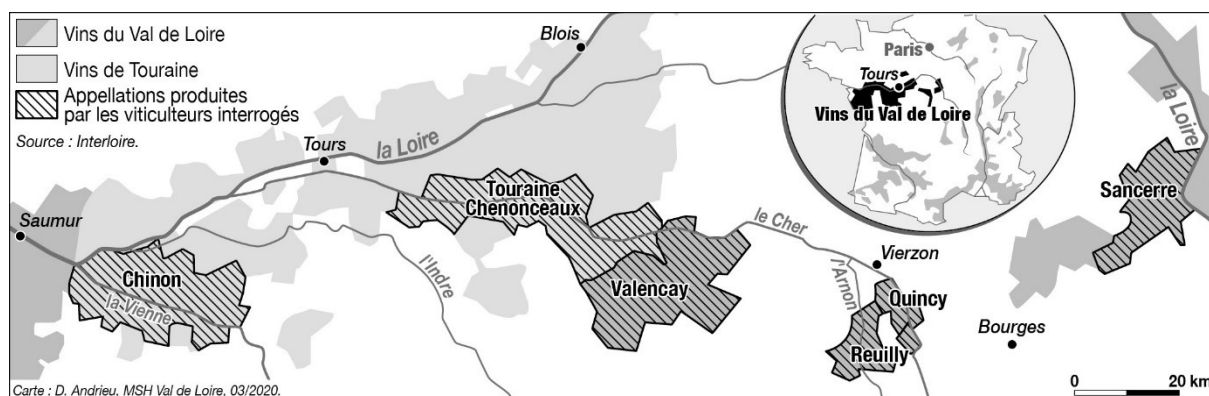 Vins du Val de Loire
Vins de Touraine
Appellations produites
par les viticulteurs interrogés
Source : Interloire.
Blois
Paris
Tours
Vins du Val de Loire
la Loire
Tours
la Loire
Sancerre
Touraine
Chenonceaux
Saumur
le Cher
Vierzon
Chinon
l'Indre
l'Arnon
Valencay
Quincy
la Vienne
Bourges
Reuilly
0 20 km
Carte : D. Andrieu, MSH Val de Loire, 03/2020.